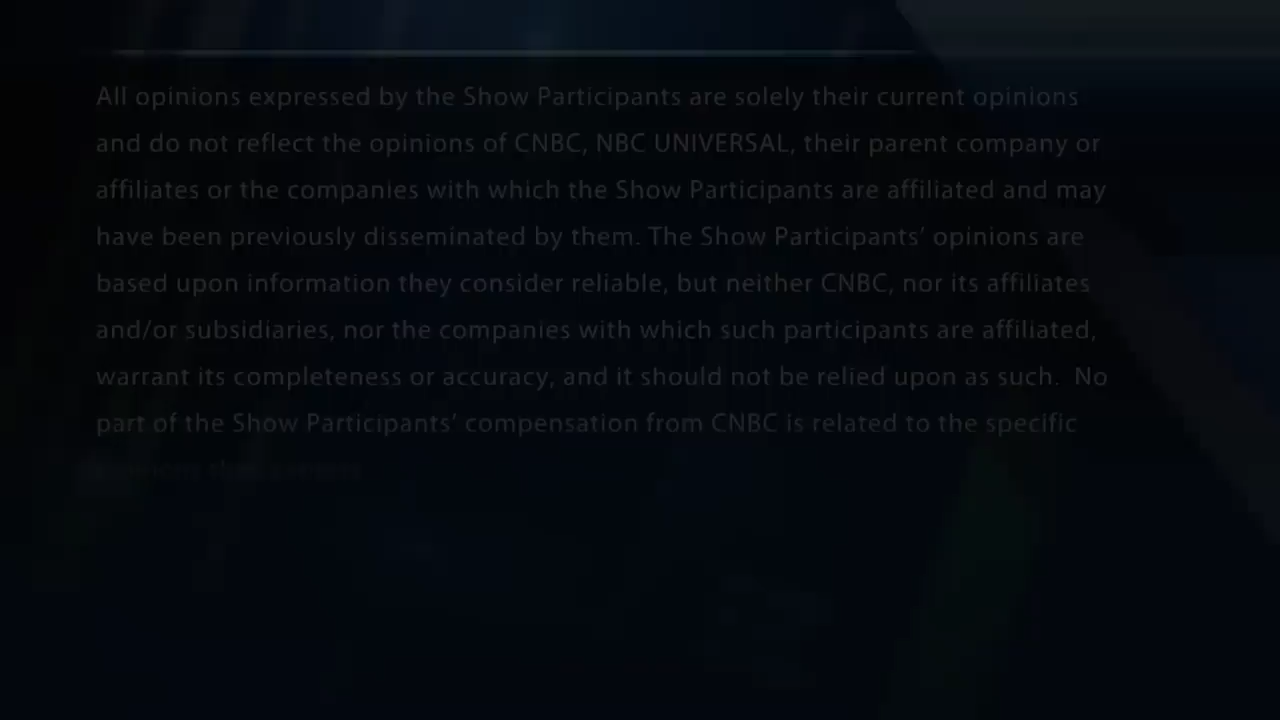 All opinions expressed by the Show Participants are solely their current opinions
and do not reflect the opinions of CNBC, NBC UNIVERSAL, their parent company or
affiliates or the companies with which the Show Participants are affiliated and may
have been previously disseminated by them. The Show Participants’ opinions are
based upon information they consider reliable, but neither CNBC, nor its affiliates
and/or subsidiaries, nor the companies with which such participants are affiliated,
warrant its completeness or accuracy, and it should not be relied upon as such.  No
part of the Show Participants’ compensation from CNBC is related to the specific